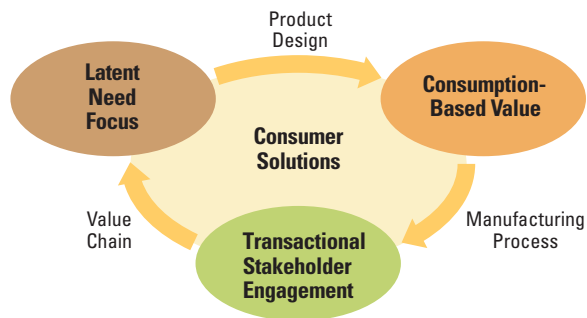 Product
Design
Latent
Need
Focus
Consumption-
Based Value
Consumer
Solutions
Value
Chain
Manufacturing
Process
Transactional
Stakeholder
Engagement